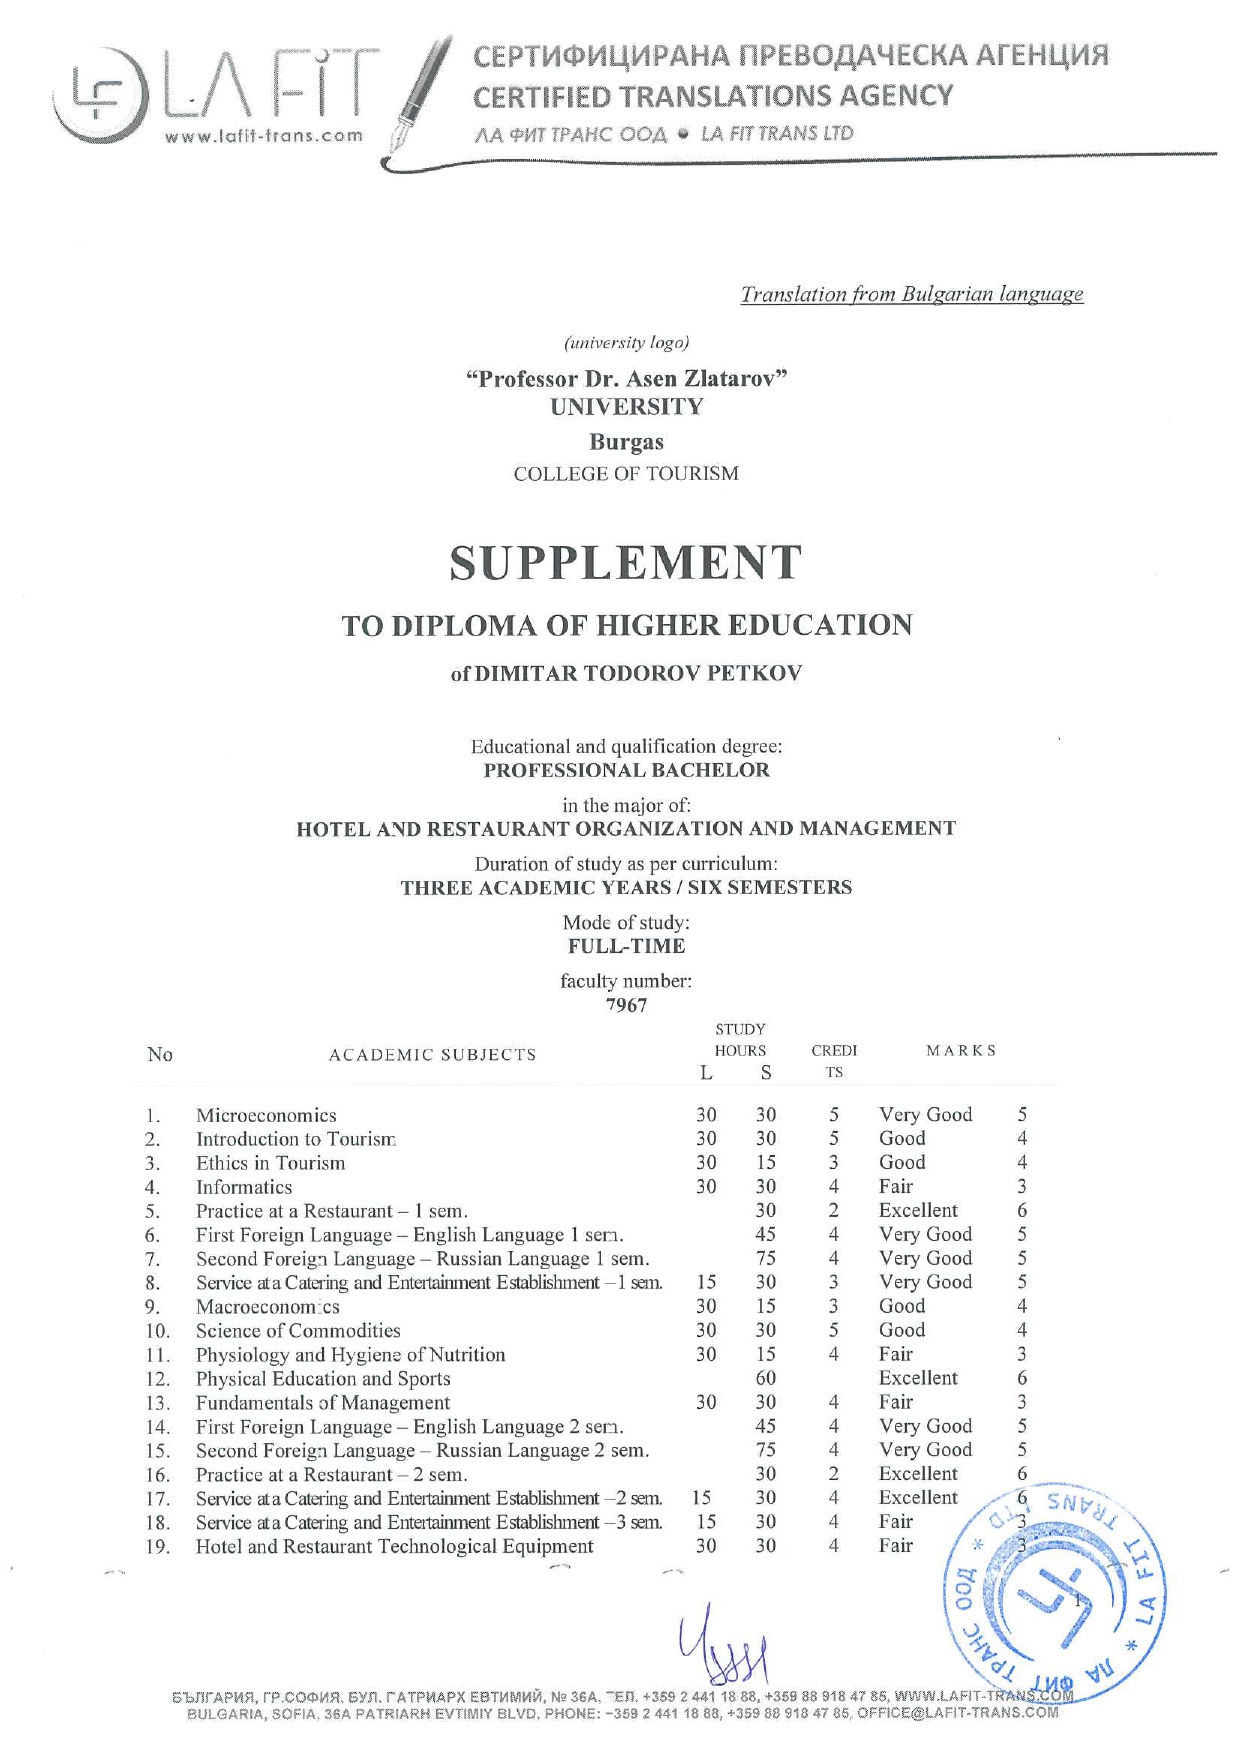 LA FiT
www.lafit-trans.com
СЕРТИФИЦИРАНА ПРЕВОДАЧЕСКА АГЕНЦИЯ
CERTIFIED TRANSLATIONS AGENCY
ЛА ФИТ ТРАНС ООД ● LA FIT TRANS LTD
Translation from Bulgarian language
(university logo)
“Professor Dr. Asen Zlatarov”
UNIVERSITY
Burgas
COLLEGE OF TOURISM
SUPPLEMENT
TO DIPLOMA OF HIGHER EDUCATION
of DIMITAR TODOROV PETKOV
Educational and qualification degree:
PROFESSIONAL BACHELOR
in the major of:
HOTEL AND RESTAURANT ORGANIZATION AND MANAGEMENT
Duration of study as per curriculum:
THREE ACADEMIC YEARS / SIX SEMESTERS
Mode of study:
FULL-TIME
faculty number:
7967
STUDY
No ACADEMIC SUBJECTS HOURS CREDI MARKS
L S TS
1. Microeconomics 30 30 5 Very Good 5
2. Introduction to Tourism 30 30 5 Good 4
3. Ethics in Tourism 30 15 3 Good 4
4. Informatics 30 30 4 Fair 3
5. Practice at a Restaurant – 1 sem. 30 2 Excellent 6
6. First Foreign Language – English Language 1 sem. 45 4 Very Good 5
7. Second Foreign Language – Russian Language 1 sem. 75 4 Very Good 5
8. Service at a Catering and Entertainment Establishment – 1 sem. 15 30 3 Very Good 5
9. Macroeconomics 30 15 3 Good 4
10. Science of Commodities 30 30 5 Good 4
11. Physiology and Hygiene of Nutrition 30 15 4 Fair 3
12. Physical Education and Sports 60 Excellent 6
13. Fundamentals of Management 30 30 4 Fair 3
14. First Foreign Language – English Language 2 sem. 45 4 Very Good 5
15. Second Foreign Language – Russian Language 2 sem. 75 4 Very Good 5
16. Practice at a Restaurant – 2 sem. 30 2 Excellent 6
17. Service at a Catering and Entertainment Establishment –2 sem. 15 30 4 Excellent 6
18. Service at a Catering and Entertainment Establishment –3 sem. 15 30 4 Fair 3
19. Hotel and Restaurant Technological Equipment 30 30 4 Fair 3
1
* LA FIT TRANS LTD * ЛА ФИТ ТРАНС ООД
БЪЛГАРИЯ, ГР.СОФИЯ, БУЛ. ПАТРИАРХ ЕВТИМИЙ, № 36А, ТЕЛ. +359 2 441 18 88, +359 88 918 47 85, WWW.LAFIT-TRANS.COM
BULGARIA, SOFIA, 36A PATRIARH EVTIMIY BLVD, PHONE: +359 2 441 18 88, +359 88 918 47 85, OFFICE@LAFIT-TRANS.COM